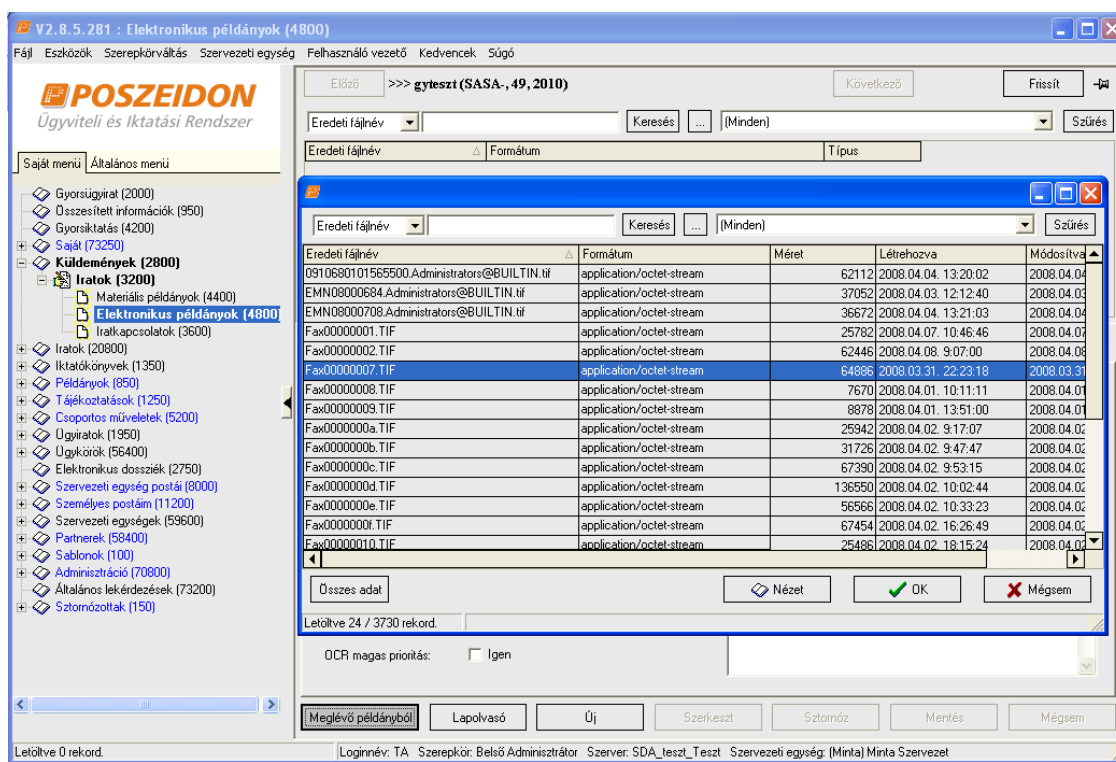 V2.8.5.281 : Elektronikus példányok (4800)
Fájl Eszközök Szerepkörváltás Szervezeti egység Felhasználó vezető Kedvencek Súgó
POSZEIDON
Ügyviteli és Iktatási Rendszer
Saját menü Általános menü
Gyorsügyirat (2000)
Összesített információk (950)
Gyorsiktatás (4200)
Saját (73250)
Küldemények (2800)
Iratok (3200)
Materiális példányok (4400)
Elektronikus példányok (4800)
Iratkapcsolatok (3600)
Iratok (20800)
Iktatókönyvek (1350)
Példányok (850)
Tájékoztatások (1250)
Csoportos műveletek (5200)
Ügyiratok (1950)
Ügykörök (56400)
Elektronikus dossziék (2750)
Szervezeti egység postái (8000)
Személyes postáim (11200)
Szervezeti egységek (59600)
Partnerek (58400)
Sablonok (100)
Adminisztráció (70800)
Általános lekérdezések (73200)
Sztornózottak (150)
Előző >>> gyteszt (SASA-, 49, 2010) Következő Frissít
Eredeti fájlnév Keresés ... (Minden) Szűrés
Eredeti fájlnév Formátum Típus
Eredeti fájlnév Keresés ... (Minden) Szűrés
Eredeti fájlnév Formátum Méret Létrehozva Módosítva
0910680101565500.Administrators@BUILTIN.tif application/octet-stream 62112 2008.04.04. 13:20:02 2008.04.04
EMN08000684.Administrators@BUILTIN.tif application/octet-stream 37052 2008.04.03. 12:12:40 2008.04.03
EMN08000708.Administrators@BUILTIN.tif application/octet-stream 36672 2008.04.04. 13:21:03 2008.04.04
Fax00000001.TIF application/octet-stream 25782 2008.04.07. 10:46:46 2008.04.07
Fax00000002.TIF application/octet-stream 62446 2008.04.08. 9:07:00 2008.04.08
Fax00000007.TIF application/octet-stream 64886 2008.03.31. 22:23:18 2008.03.31
Fax00000008.TIF application/octet-stream 7670 2008.04.01. 10:11:11 2008.04.01
Fax00000009.TIF application/octet-stream 8878 2008.04.01. 13:51:00 2008.04.01
Fax0000000a.TIF application/octet-stream 25942 2008.04.02. 9:17:07 2008.04.02
Fax0000000b.TIF application/octet-stream 31726 2008.04.02. 9:47:47 2008.04.02
Fax0000000c.TIF application/octet-stream 67390 2008.04.02. 9:53:15 2008.04.02
Fax0000000d.TIF application/octet-stream 136550 2008.04.02. 10:02:44 2008.04.02
Fax0000000e.TIF application/octet-stream 56566 2008.04.02. 10:33:23 2008.04.02
Fax0000000f.TIF application/octet-stream 67454 2008.04.02. 16:26:49 2008.04.02
Fax00000010.TIF application/octet-stream 25486 2008.04.02. 18:15:24 2008.04.02
Összes adat Nézet OK Mégsem
Letöltve 24 / 3730 rekord.
OCR magas prioritás: Igen
Meglévő példányból Lapolvasó Új Szerkeszt Sztornóz Mentés Mégsem
Letöltve 0 rekord. Loginnév: TA Szerepkör: Belső Adminisztrátor Szerver: SDA_teszt_Teszt Szervezeti egység: (Minta) Minta Szervezet